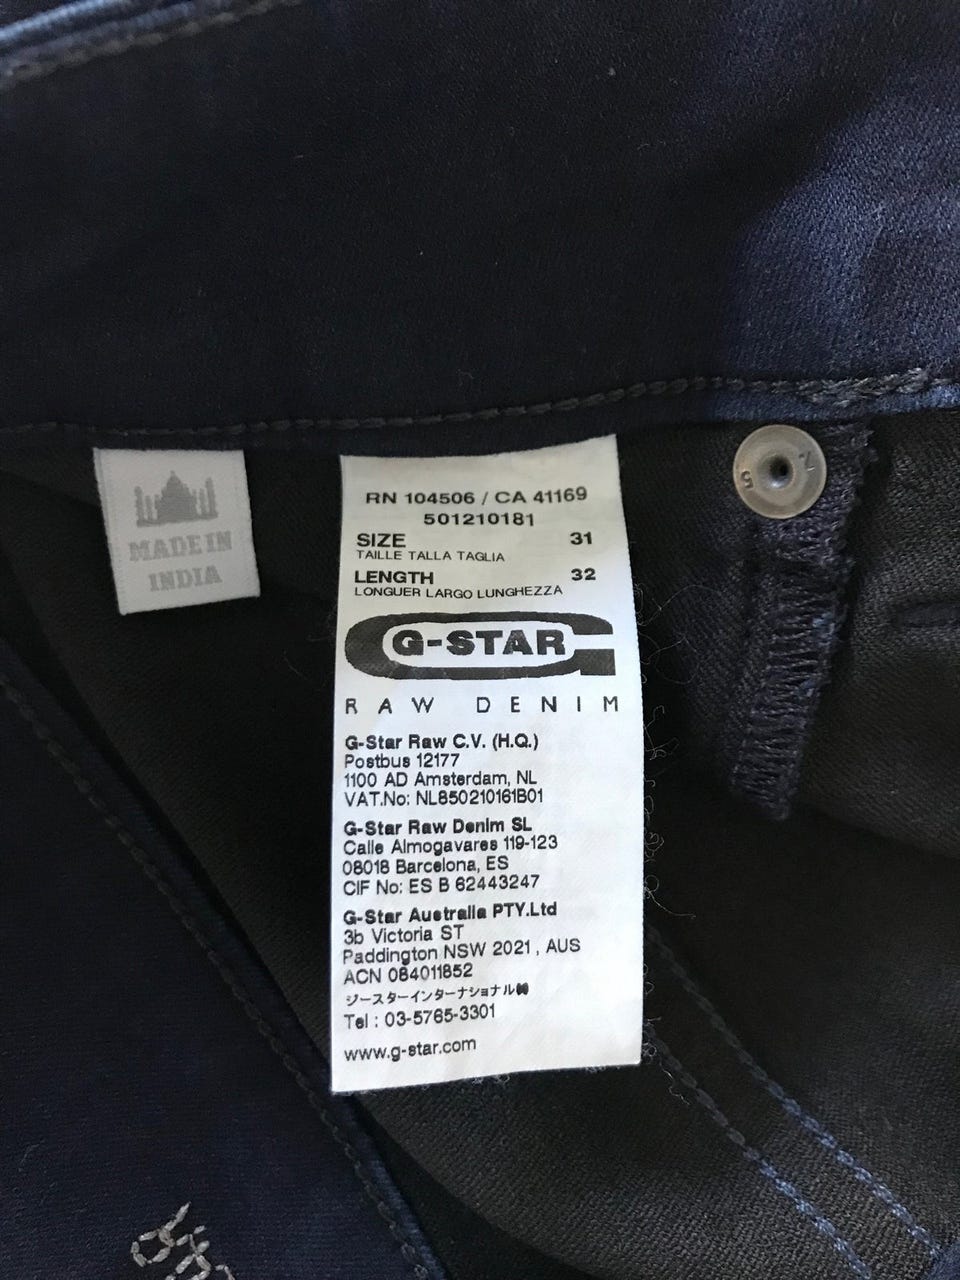 MADE IN
INDIA
RN 104506 / CA 41169
501210181
SIZE 31
TAILLE TALLA TAGLIA
LENGTH 32
LONGUER LARGO LUNGHEZZA
G-STAR
RAW DENIM
G-Star Raw C.V. (H.Q.)
Postbus 12177
1100 AD Amsterdam, NL
VAT.No: NL850210161B01
G-Star Raw Denim SL
Calle Almogavares 119-123
08018 Barcelona, ES
CIF No: ES B 62443247
G-Star Australia PTY.Ltd
3b Victoria ST
Paddington NSW 2021 , AUS
ACN 084011852
ジースターインターナショナル㈱
Tel : 03-5765-3301
www.g-star.com